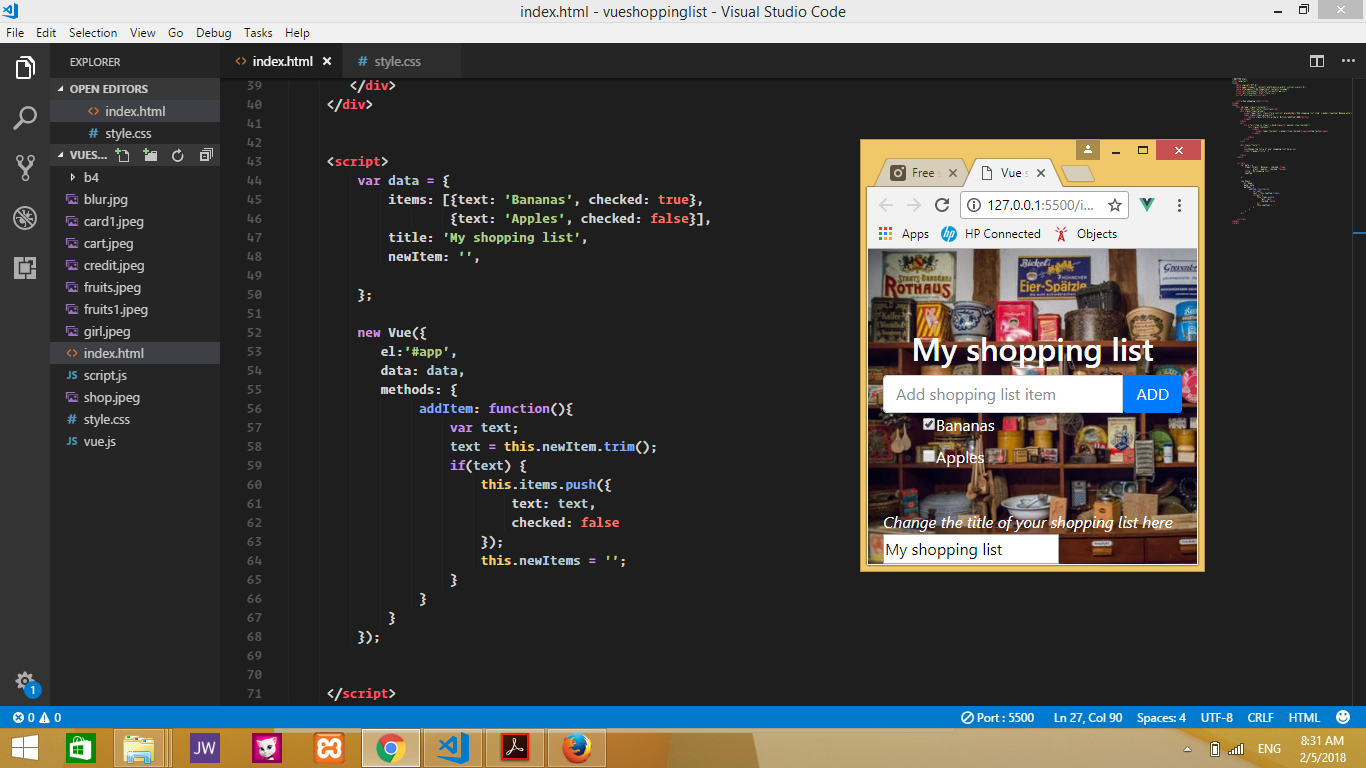 index.html - vueshoppinglist - Visual Studio Code
File Edit Selection View Go Debug Tasks Help
EXPLORER
OPEN EDITORS
index.html
style.css
VUES...
b4
blur.jpg
card1.jpeg
cart.jpeg
credit.jpeg
fruits.jpeg
fruits1.jpeg
girl.jpeg
index.html
script.js
shop.jpeg
style.css
vue.js
index.html style.css
39 </div>
40 </div>
41
42
43 <script>
44 var data = {
45 items: [{text: 'Bananas', checked: true},
46 {text: 'Apples', checked: false}],
47 title: 'My shopping list',
48 newItem: '',
49
50 };
51
52 new Vue({
53 el:'#app',
54 data: data,
55 methods: {
56 addItem: function(){
57 var text;
58 text = this.newItem.trim();
59 if(text) {
60 this.items.push({
61 text: text,
62 checked: false
63 });
64 this.newItems = '';
65 }
66 }
67 }
68 });
69
70
71 </script>
Free Vue
127.0.0.1:5500/i...
Apps HP Connected Objects
ROTHAUS
Eier-Spätzle
My shopping list
Add shopping list item ADD
Bananas
Apples
Change the title of your shopping list here
My shopping list
0 0 Port : 5500 Ln 27, Col 90 Spaces: 4 UTF-8 CRLF HTML
1
JW
ENG
8:31 AM
2/5/2018